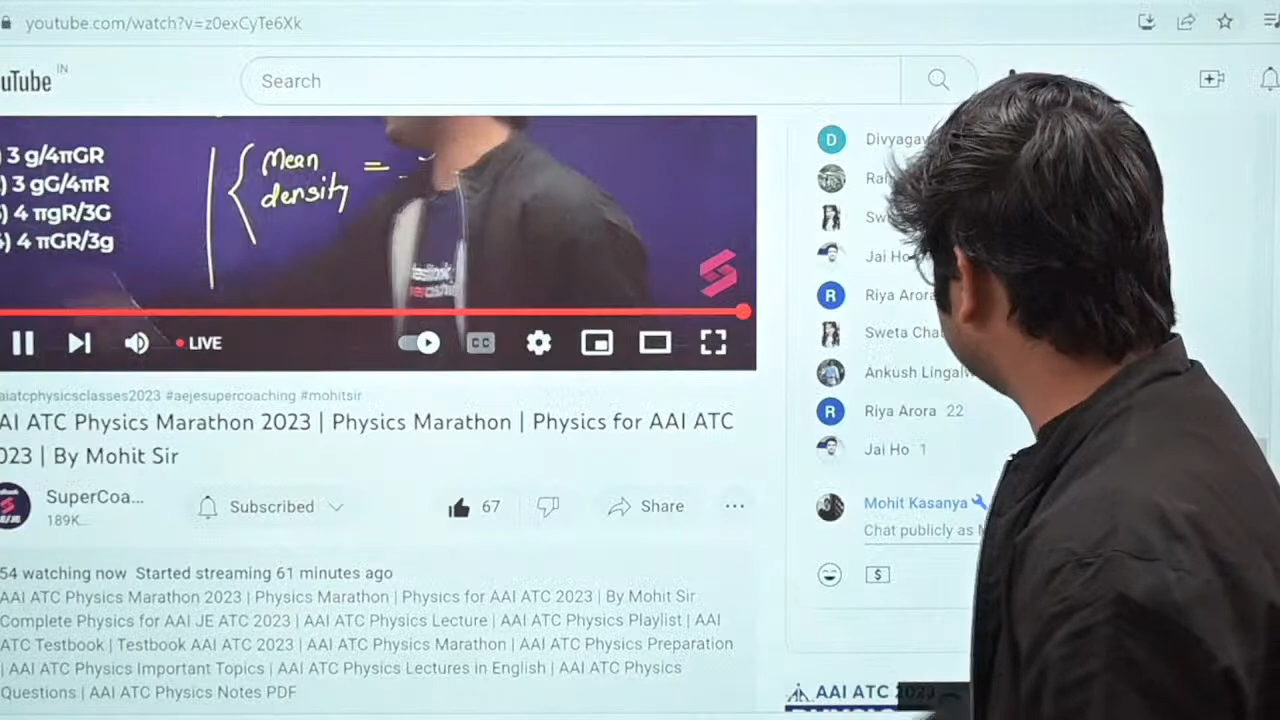 youtube.com/watch?v=z0exCyTe6Xk
uTube IN
Search
) 3 g/4πGR
) 3 gG/4πR
) 4 πgR/3G
) 4 πGR/3g
Mean
density =
LIVE
CC
aiatcphysicsclasses2023 #aejesupercoaching #mohitsir
AI ATC Physics Marathon 2023 | Physics Marathon | Physics for AAI ATC
023 | By Mohit Sir
SuperCoa...
189K...
Subscribed
67
Share
54 watching now Started streaming 61 minutes ago
AAI ATC Physics Marathon 2023 | Physics Marathon | Physics for AAI ATC 2023 | By Mohit Sir
Complete Physics for AAI JE ATC 2023 | AAI ATC Physics Lecture | AAI ATC Physics Playlist | AAI
ATC Testbook | Testbook AAI ATC 2023 | AAI ATC Physics Marathon | AAI ATC Physics Preparation
| AAI ATC Physics Important Topics | AAI ATC Physics Lectures in English | AAI ATC Physics
Questions | AAI ATC Physics Notes PDF
D Divyagav
Sw
Jai Ho
R Riya Arora
Sweta Cha
Ankush Lingalw
R Riya Arora 22
Jai Ho 1
Mohit Kasanya
Chat publicly as
$
AAI ATC 2023